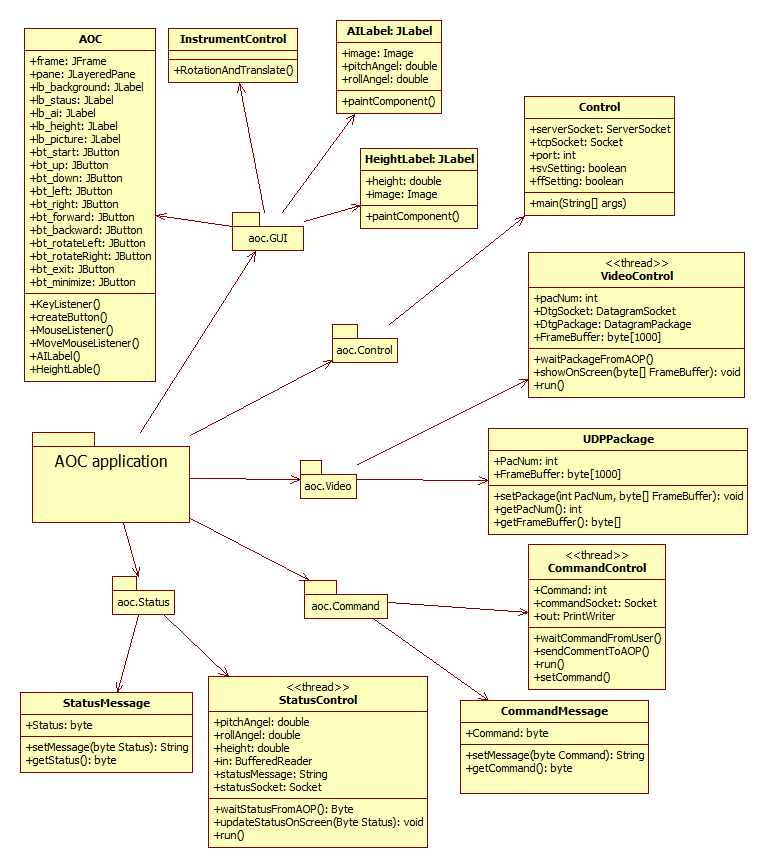 AOC
+frame: JFrame
+pane: JLayeredPane
+lb_background: JLabel
+lb_staus: JLabel
+lb_ai: JLabel
+lb_height: JLabel
+lb_picture: JLabel
+bt_start: JButton
+bt_up: JButton
+bt_down: JButton
+bt_left: JButton
+bt_right: JButton
+bt_forward: JButton
+bt_backward: JButton
+bt_rotateLeft: JButton
+bt_rotateRight: JButton
+bt_exit: JButton
+bt_minimize: JButton
+KeyListener()
+createButton()
+MouseListener()
+MoveMouseListener()
+AILabel()
+HeightLable()
InstrumentControl
+RotationAndTranslate()
AILabel: JLabel
+image: Image
+pitchAngel: double
+rollAngel: double
+paintComponent()
HeightLabel: JLabel
+height: double
+image: Image
+paintComponent()
Control
+serverSocket: ServerSocket
+tcpSocket: Socket
+port: int
+svSetting: boolean
+ffSetting: boolean
+main(String[] args)
aoc.GUI
aoc.Control
<<thread>>
VideoControl
+pacNum: int
+DtgSocket: DatagramSocket
+DtgPackage: DatagramPackage
+FrameBuffer: byte[1000]
+waitPackageFromAOP()
+showOnScreen(byte[] FrameBuffer): void
+run()
AOC application
aoc.Video
UDPPackage
+PacNum: int
+FrameBuffer: byte[1000]
+setPackage(int PacNum, byte[] FrameBuffer): void
+getPacNum(): int
+getFrameBuffer(): byte[]
aoc.Status
aoc.Command
<<thread>>
CommandControl
+Command: int
+commandSocket: Socket
+out: PrintWriter
+waitCommandFromUser()
+sendCommentToAOP()
+run()
+setCommand()
StatusMessage
+Status: byte
+setMessage(byte Status): String
+getStatus(): byte
<<thread>>
StatusControl
+pitchAngel: double
+rollAngel: double
+height: double
+in: BufferedReader
+statusMessage: String
+statusSocket: Socket
+waitStatusFromAOP(): Byte
+updateStatusOnScreen(Byte Status): void
+run()
CommandMessage
+Command: byte
+setMessage(byte Command): String
+getCommand(): byte